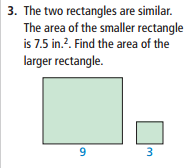 3. The two rectangles are similar.
The area of the smaller rectangle
is 7.5 in.². Find the area of the
larger rectangle.
9 3